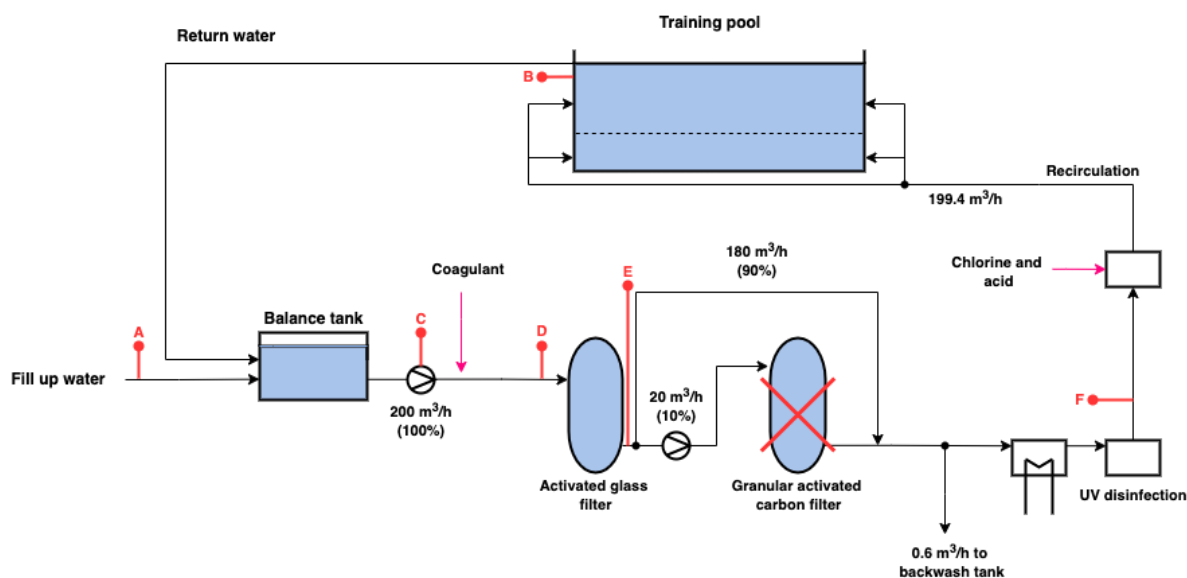 Training pool
Return water
B
Recirculation
199.4 m³/h
180 m³/h
(90%)
Chlorine and
acid
Coagulant
E
Balance tank
A
C
D
Fill up water
200 m³/h
(100%)
20 m³/h
(10%)
F
Activated glass
filter
Granular activated
carbon filter
UV disinfection
0.6 m³/h to
backwash tank